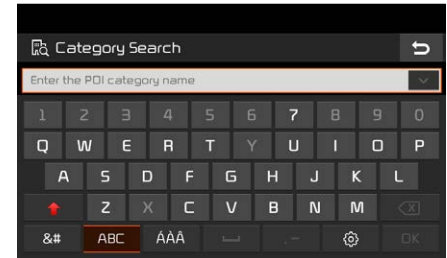 Category Search
Enter the POI category name
1 2 3 4 5 6 7 8 9 0
Q W E R T Y U I O P
A S D F G H J K L
Z X C V B N M
&# ABC ÁÀÂ .– OK